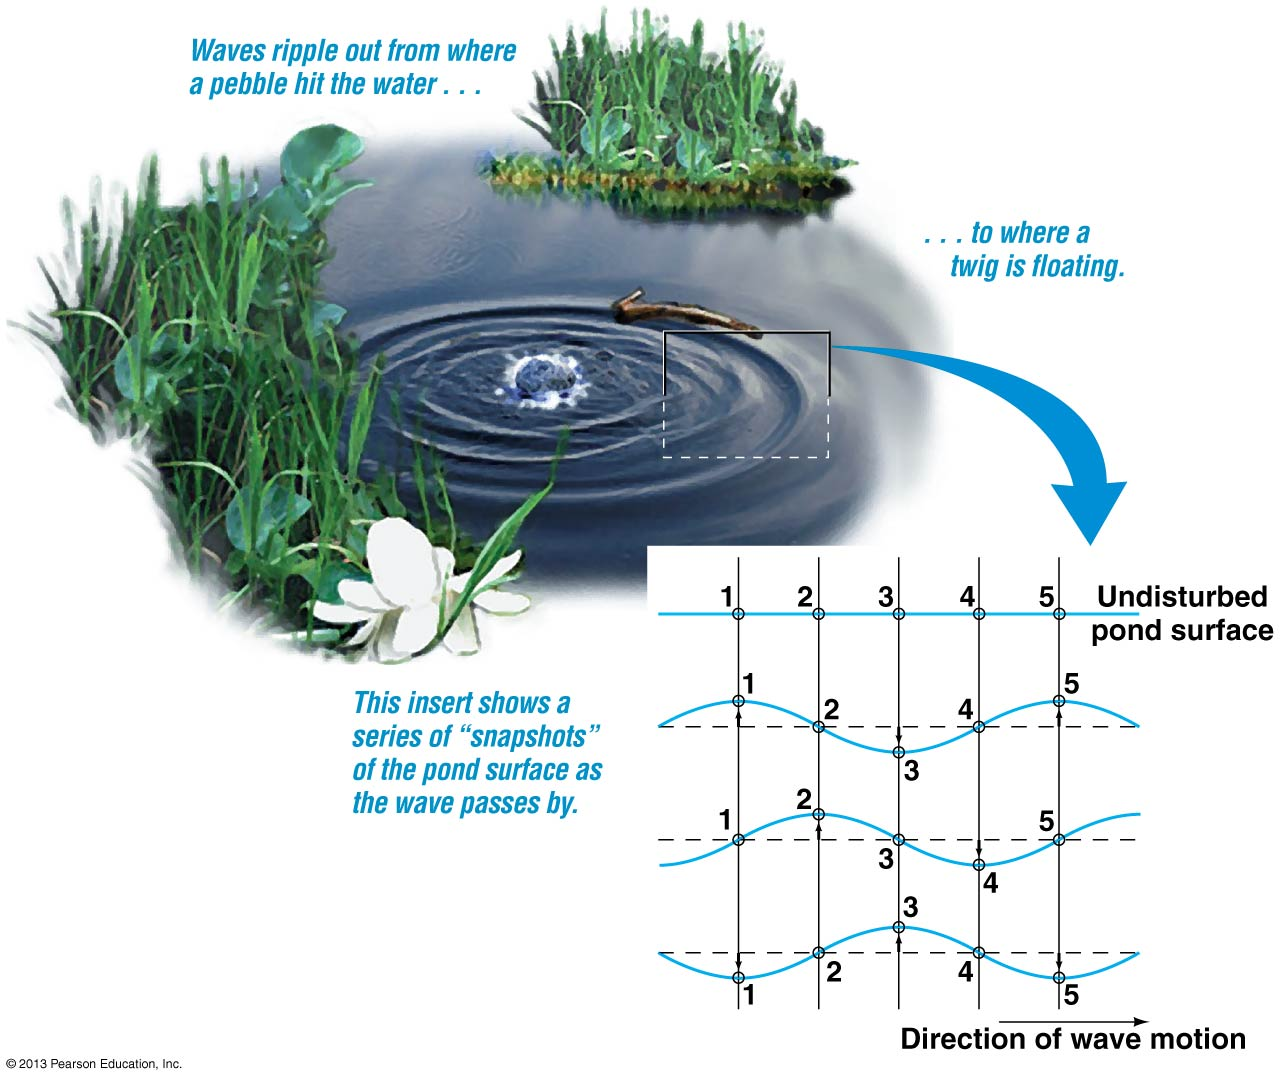 Waves ripple out from where
a pebble hit the water . . .
. . . to where a
twig is floating.
This insert shows a
series of “snapshots”
of the pond surface as
the wave passes by.
1 2 3 4 5 Undisturbed
pond surface
1 2 3 4 5
1 2 3 4 5
1 2 3 4 5
Direction of wave motion
© 2013 Pearson Education, Inc.